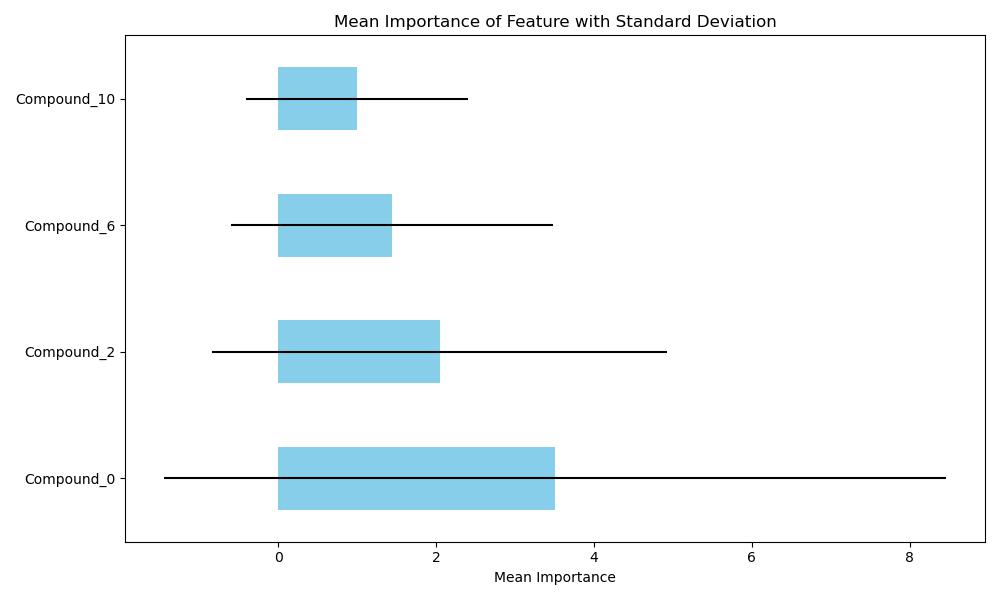 Mean Importance of Feature with Standard Deviation
Compound_10
Compound_6
Compound_2
Compound_0
0 2 4 6 8
Mean Importance